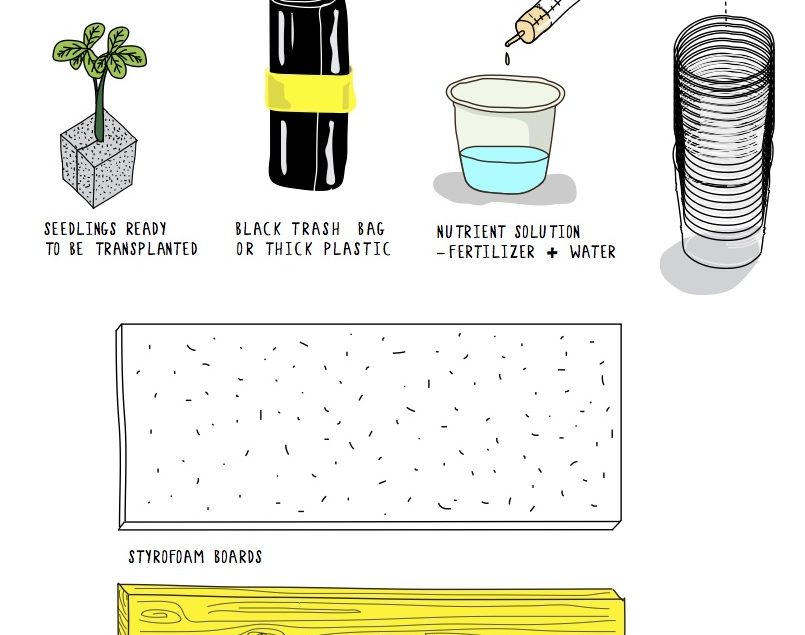 SEEDLINGS READY
TO BE TRANSPLANTED
BLACK TRASH BAG
OR THICK PLASTIC
NUTRIENT SOLUTION
-FERTILIZER + WATER
STYROFOAM BOARDS